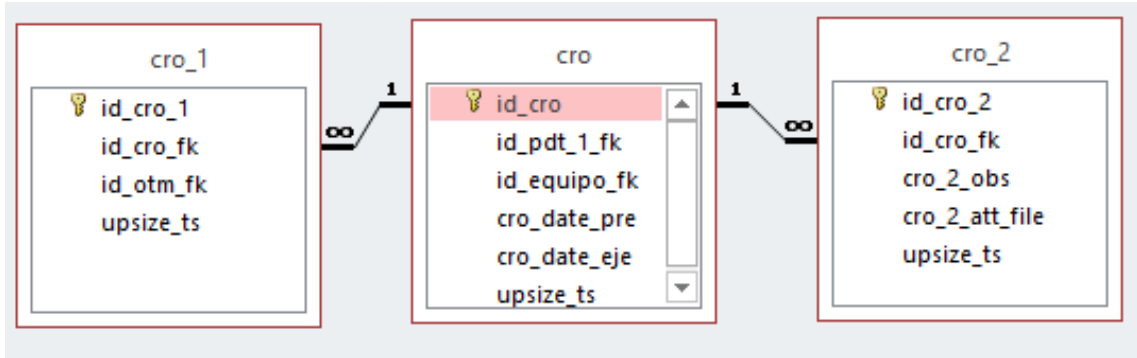 cro_1
id_cro_1
id_cro_fk
id_otm_fk
upsize_ts
∞
1
cro
id_cro
id_pdt_1_fk
id_equipo_fk
cro_date_pre
cro_date_eje
upsize_ts
1
∞
cro_2
id_cro_2
id_cro_fk
cro_2_obs
cro_2_att_file
upsize_ts